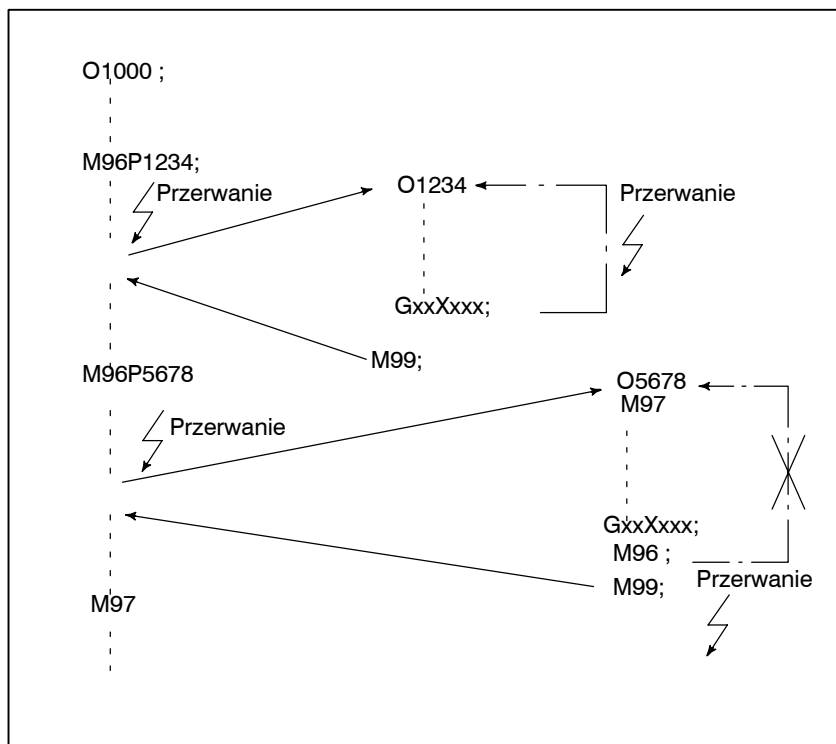 O1000 ;
M96P1234;
Przerwanie
O1234
Przerwanie
GxxXxxx;
M99;
M96P5678
O5678
M97
Przerwanie
GxxXxxx;
M96 ;
M99;
Przerwanie
M97